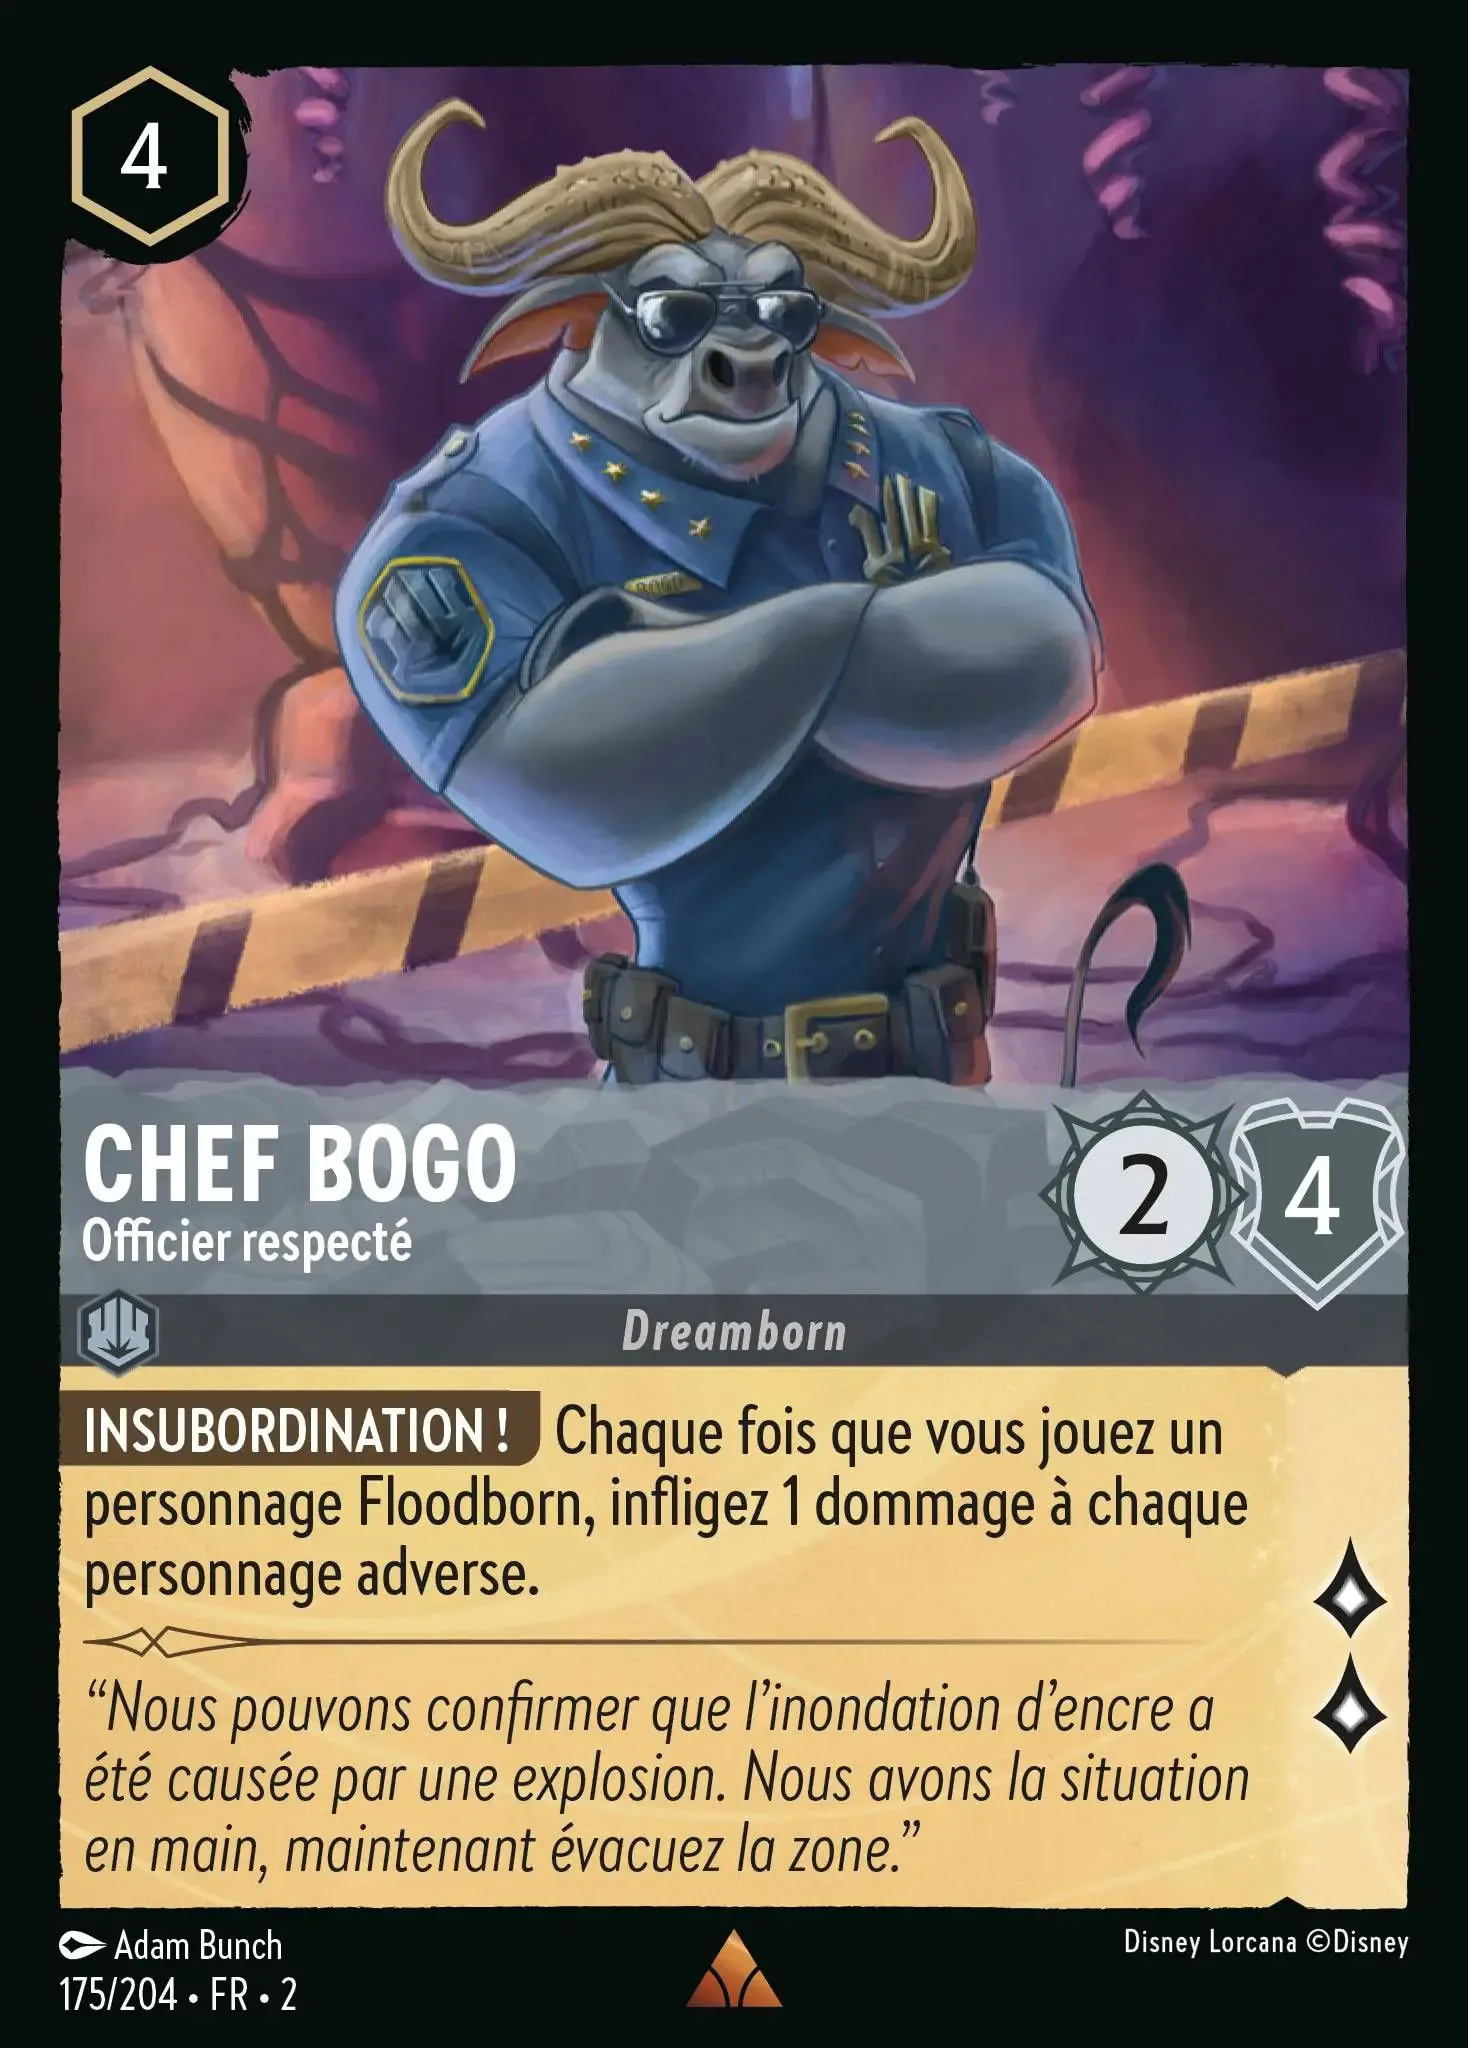 4
BOGO
CHEF BOGO
Officier respecté
2
4
Dreamborn
INSUBORDINATION ! Chaque fois que vous jouez un
personnage Floodborn, infligez 1 dommage à chaque
personnage adverse.
“Nous pouvons confirmer que l’inondation d’encre a
été causée par une explosion. Nous avons la situation
en main, maintenant évacuez la zone.”
Adam Bunch
Disney Lorcana ©Disney
175/204 • FR • 2